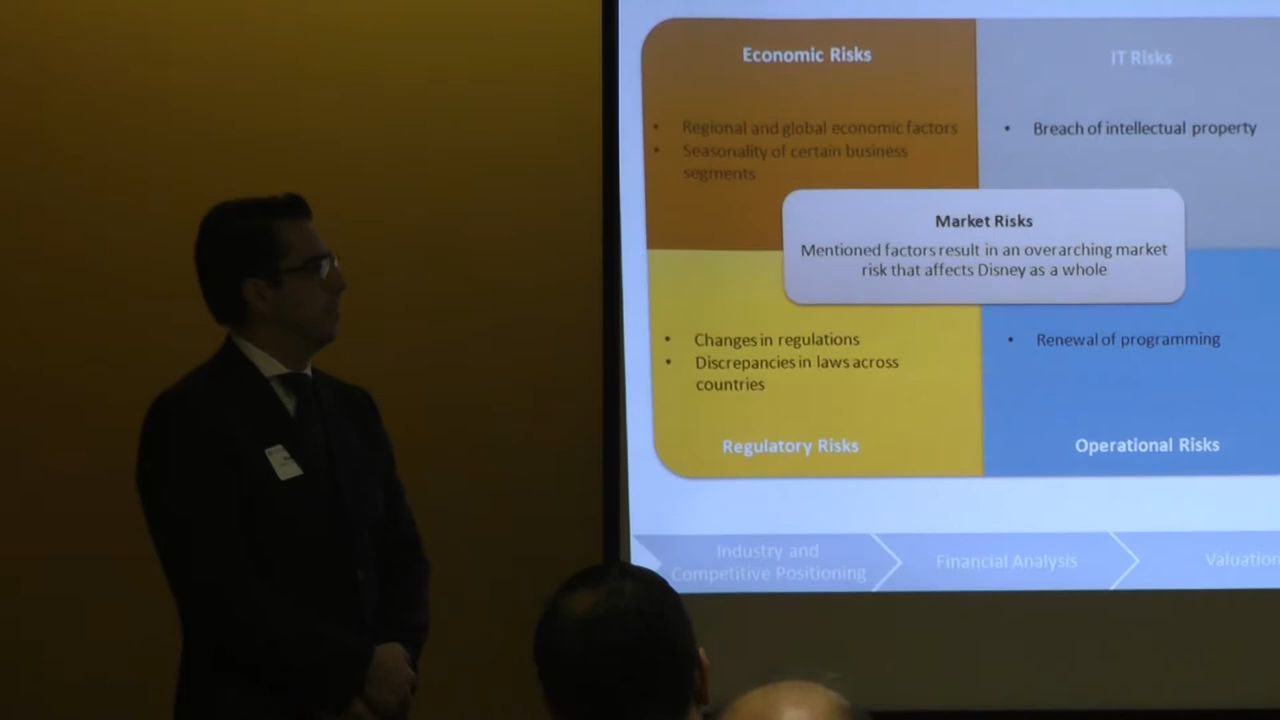 Economic Risks
IT Risks
• Regional and global economic factors
• Seasonality of certain business
segments
• Breach of intellectual property
Market Risks
Mentioned factors result in an overarching market
risk that affects Disney as a whole
• Changes in regulations
• Discrepancies in laws across
countries
Regulatory Risks
• Renewal of programming
Operational Risks
Industry and
Competitive Positioning
Financial Analysis
Valuation